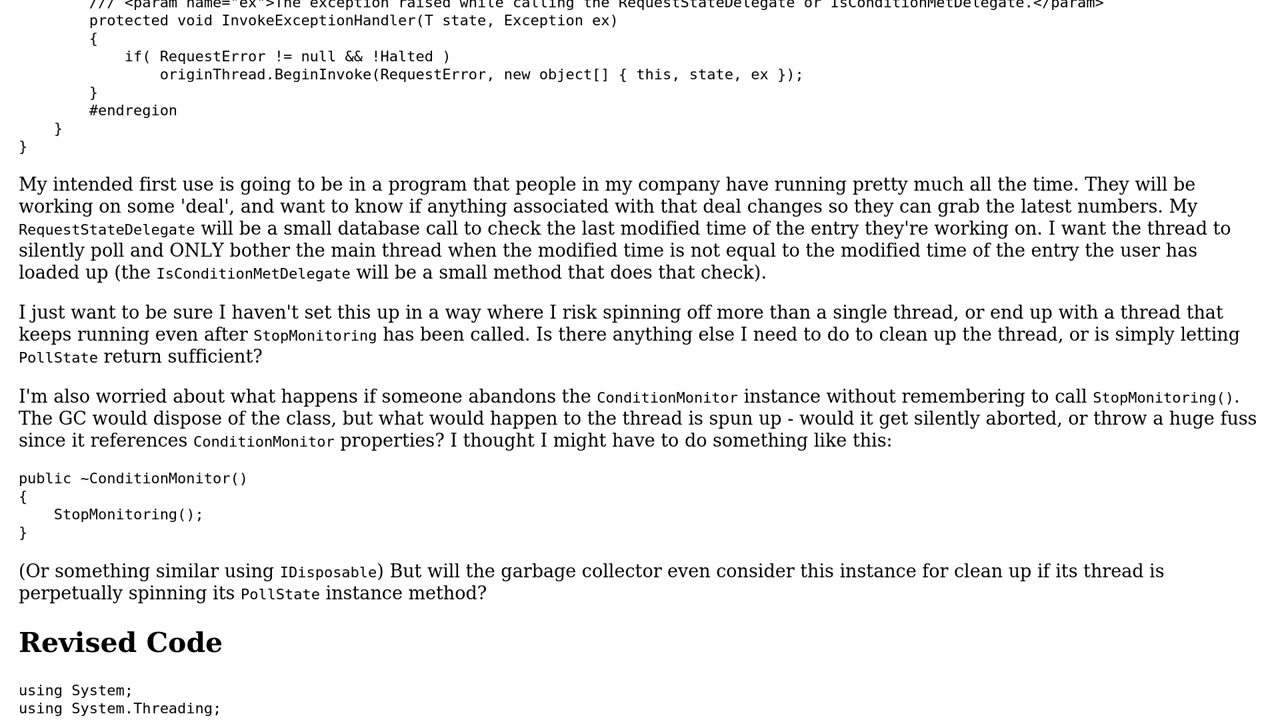 /// <param name="ex">The exception raised while calling the RequestStateDelegate or IsConditionMetDelegate.</param>
protected void InvokeExceptionHandler(T state, Exception ex)
{
if( RequestError != null && !Halted )
originThread.BeginInvoke(RequestError, new object[] { this, state, ex });
}
#endregion
}
}
My intended first use is going to be in a program that people in my company have running pretty much all the time. They will be
working on some 'deal', and want to know if anything associated with that deal changes so they can grab the latest numbers. My
RequestStateDelegate will be a small database call to check the last modified time of the entry they're working on. I want the thread to
silently poll and ONLY bother the main thread when the modified time is not equal to the modified time of the entry the user has
loaded up (the IsConditionMetDelegate will be a small method that does that check).
I just want to be sure I haven't set this up in a way where I risk spinning off more than a single thread, or end up with a thread that
keeps running even after StopMonitoring has been called. Is there anything else I need to do to clean up the thread, or is simply letting
PollState return sufficient?
I'm also worried about what happens if someone abandons the ConditionMonitor instance without remembering to call StopMonitoring().
The GC would dispose of the class, but what would happen to the thread is spun up - would it get silently aborted, or throw a huge fuss
since it references ConditionMonitor properties? I thought I might have to do something like this:
public ~ConditionMonitor()
{
StopMonitoring();
}
(Or something similar using IDisposable) But will the garbage collector even consider this instance for clean up if its thread is
perpetually spinning its PollState instance method?
Revised Code
using System;
using System.Threading;